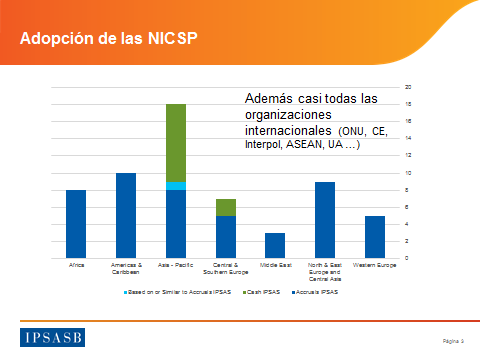 Adopción de las NICSP
Además casi todas las
organizaciones
internacionales (ONU, CE,
Interpol, ASEAN, UA ...)
20
18
16
14
12
10
8
6
4
2
0
Africa
Americas &
Caribbean
Asia - Pacific
Central &
Southern Europe
Middle East
North & East
Europe and
Central Asia
Western Europe
Based on or Similar to Accruals IPSAS
Cash IPSAS
Accruals IPSAS
IPSASB
Página 3